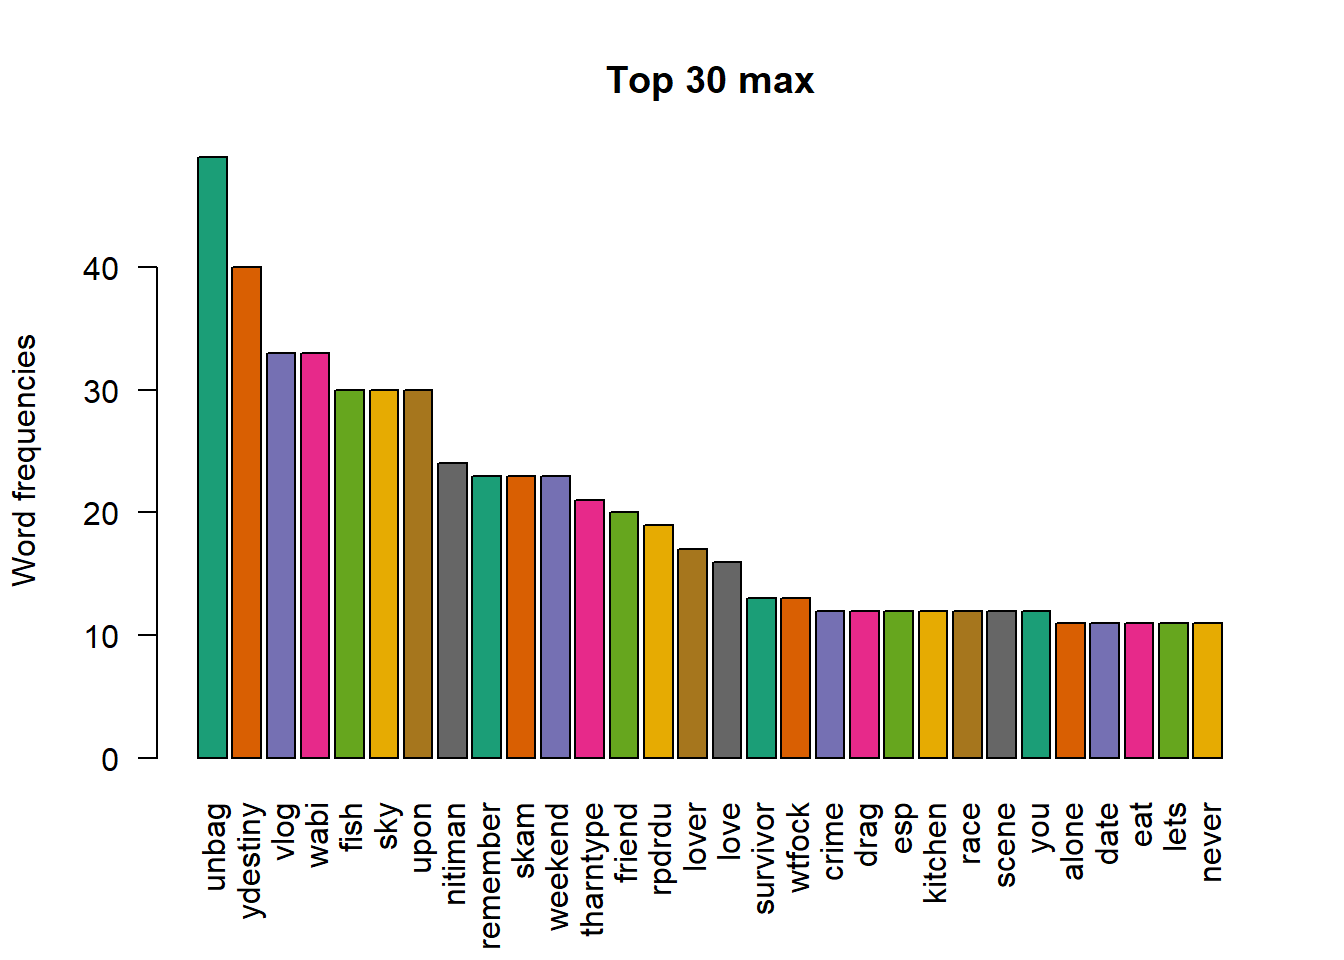 Top 30 max
Word frequencies
40
30
20
10
0
unbag
ydestiny
vlog
wabi
fish
sky
upon
nitiman
remember
skam
weekend
tharntype
friend
rpdrdu
lover
love
survivor
wtfock
crime
drag
esp
kitchen
race
scene
you
alone
date
eat
lets
never